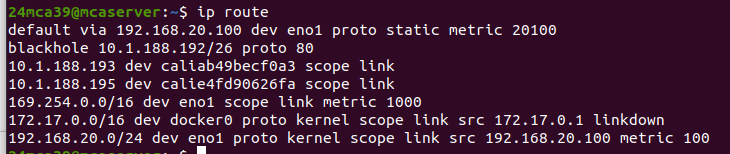 24mca39@mcaserver:~$ ip route
default via 192.168.20.100 dev eno1 proto static metric 20100
blackhole 10.1.188.192/26 proto 80
10.1.188.193 dev caliab49becf0a3 scope link
10.1.188.195 dev calie4fd90626fa scope link
169.254.0.0/16 dev eno1 scope link metric 1000
172.17.0.0/16 dev docker0 proto kernel scope link src 172.17.0.1 linkdown
192.168.20.0/24 dev eno1 proto kernel scope link src 192.168.20.100 metric 100
24mca39@mcaserver:~$